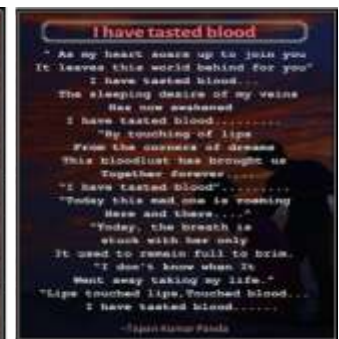 I have tasted blood
" As my heart soars up to join you
It leaves this world behind for you"
I have tasted blood...
The sleeping desire of my veins
Has now awakened
I have tasted blood.........
"By touching of lips
From the corners of dreams
This bloodlust has brought us
Together forever.....
"I have tasted blood".........
"Today this mad one is roaming
Here and there...."
"Today, the breath is
stuck with her only
It used to remain full to brim.
"I don't know when It
Went away taking my life."
"Lips touched lips,Touched blood...
I have tasted blood......
~Tapan Kumar Panda